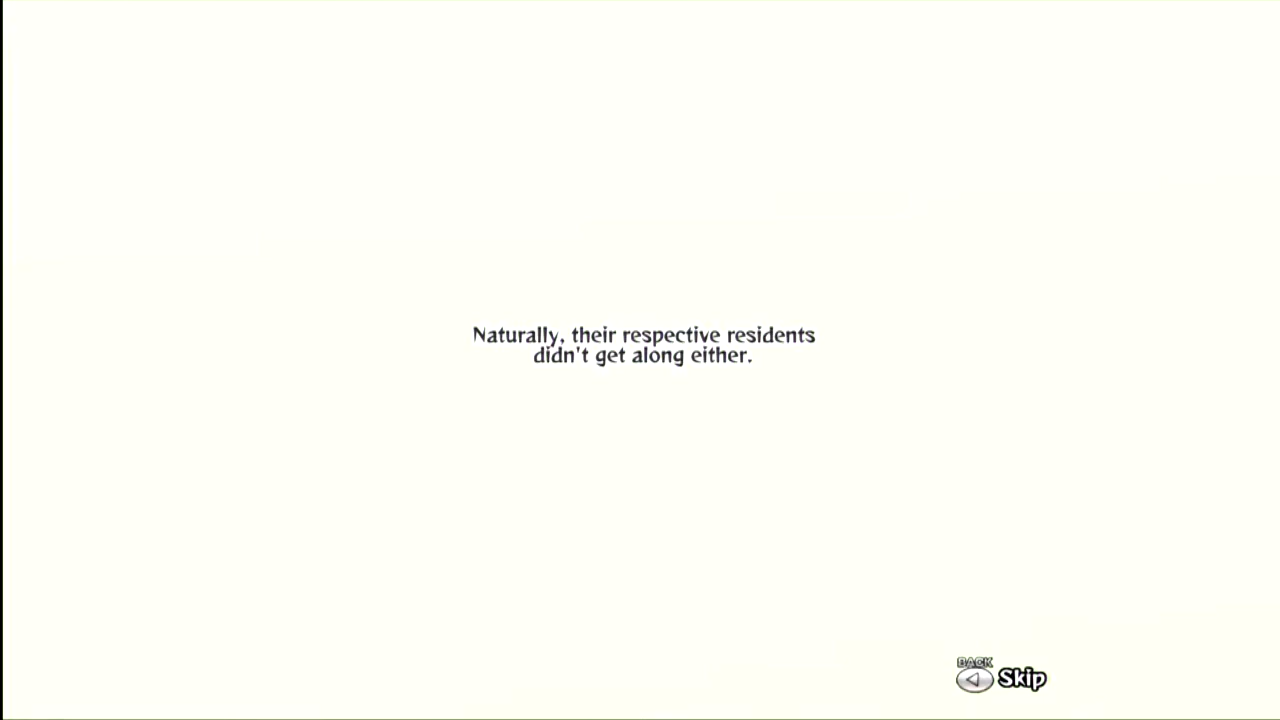 Naturally, their respective residents
didn't get along either.
BACK
Skip